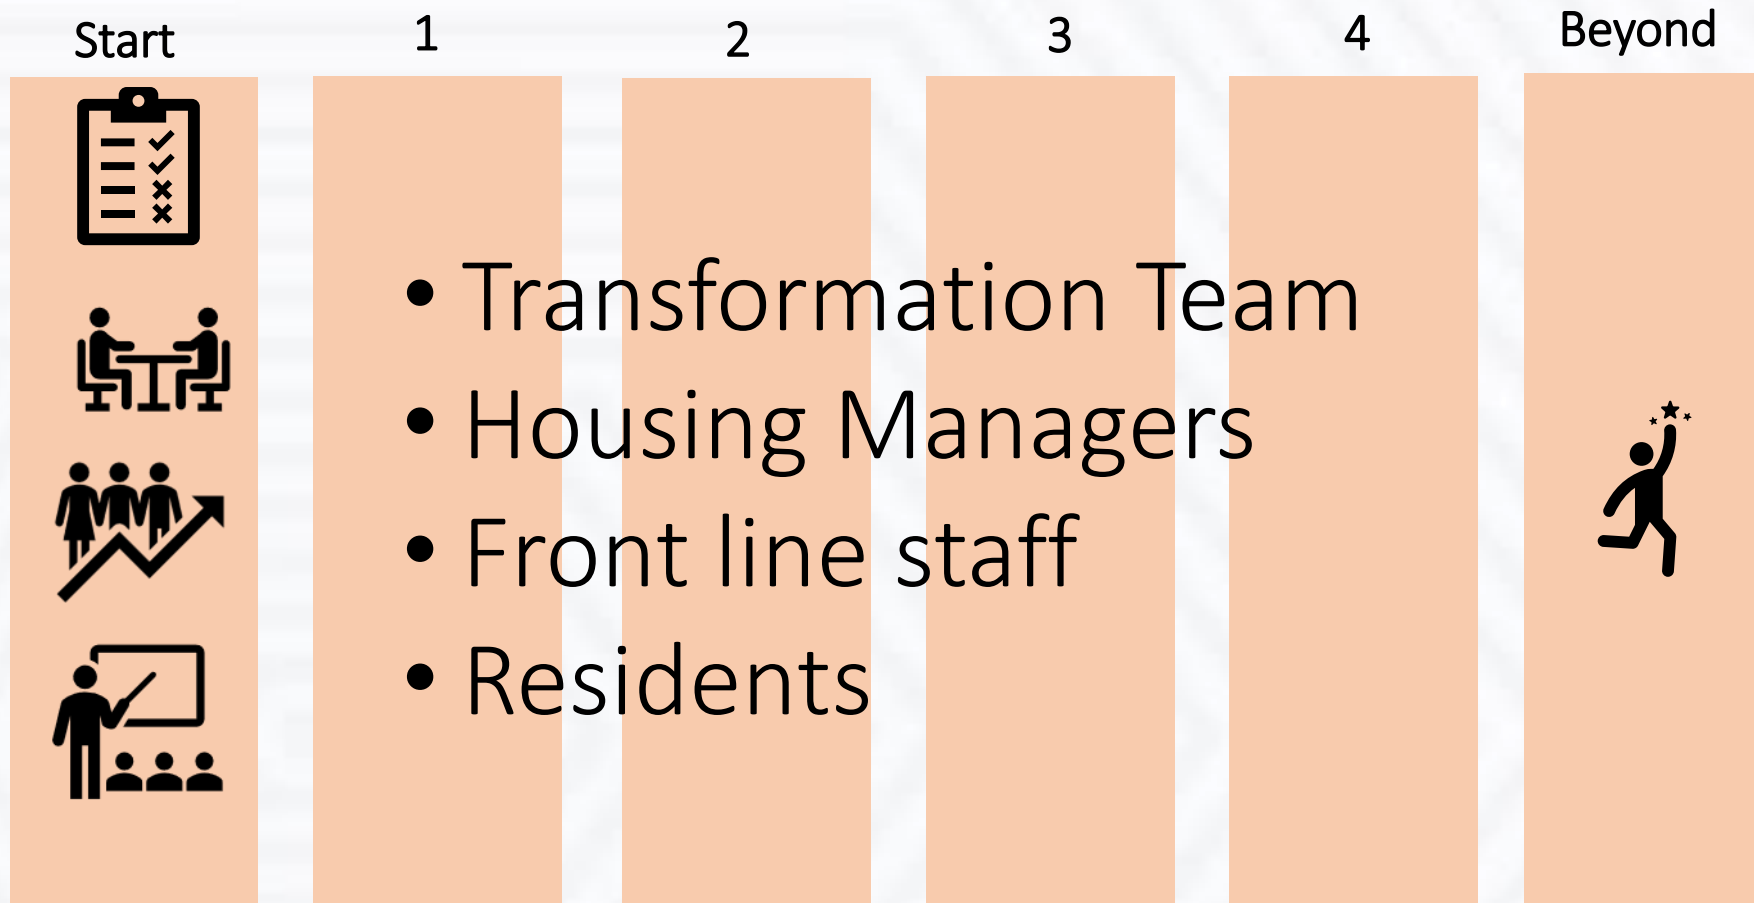 Start 1 2 3 4 Beyond
• Transformation Team
• Housing Managers
• Front line staff
• Residents